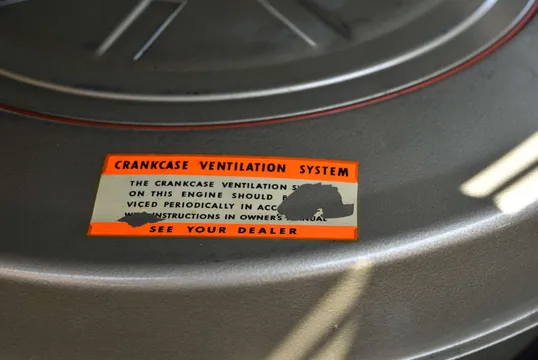 CRANKCASE VENTILATION SYSTEM
THE CRANKCASE VENTILATION
ON THIS ENGINE SHOULD
VICED PERIODICALLY IN
INSTRUCTIONS IN OWNER'S
SEE YOUR DEALER